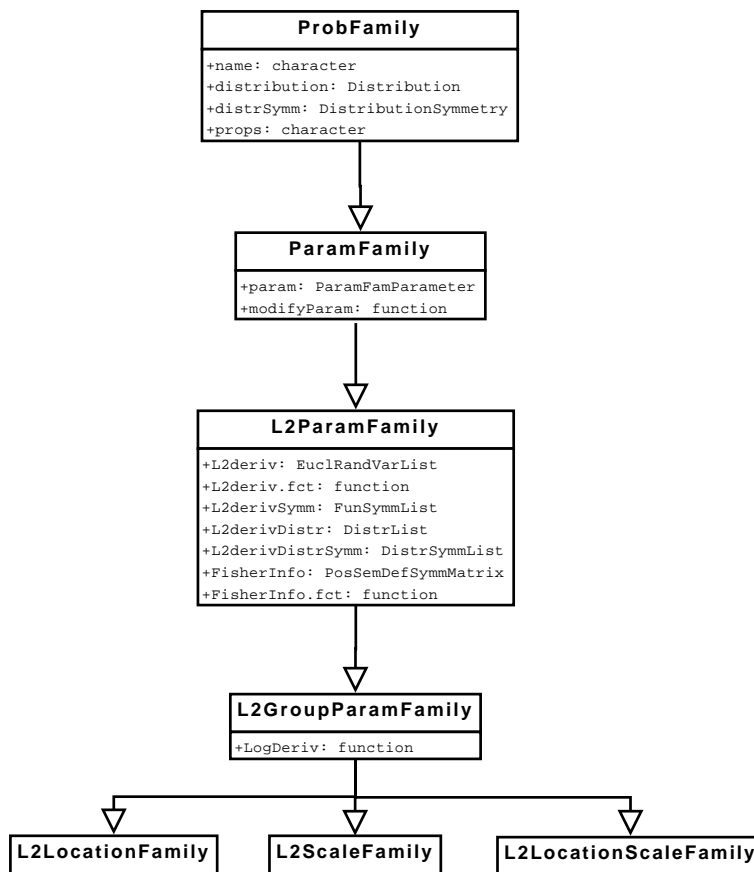 ProbFamily
+name: character
+distribution: Distribution
+distrSymm: DistributionSymmetry
+props: character
ParamFamily
+param: ParamFamParameter
+modifyParam: function
L2ParamFamily
+L2deriv: EuclRandVarList
+L2deriv.fct: function
+L2derivSymm: FunSymmList
+L2derivDistr: DistrList
+L2derivDistrSymm: DistrSymmList
+FisherInfo: PosSemDefSymmMatrix
+FisherInfo.fct: function
L2GroupParamFamily
+LogDeriv: function
L2LocationFamily
L2ScaleFamily
L2LocationScaleFamily